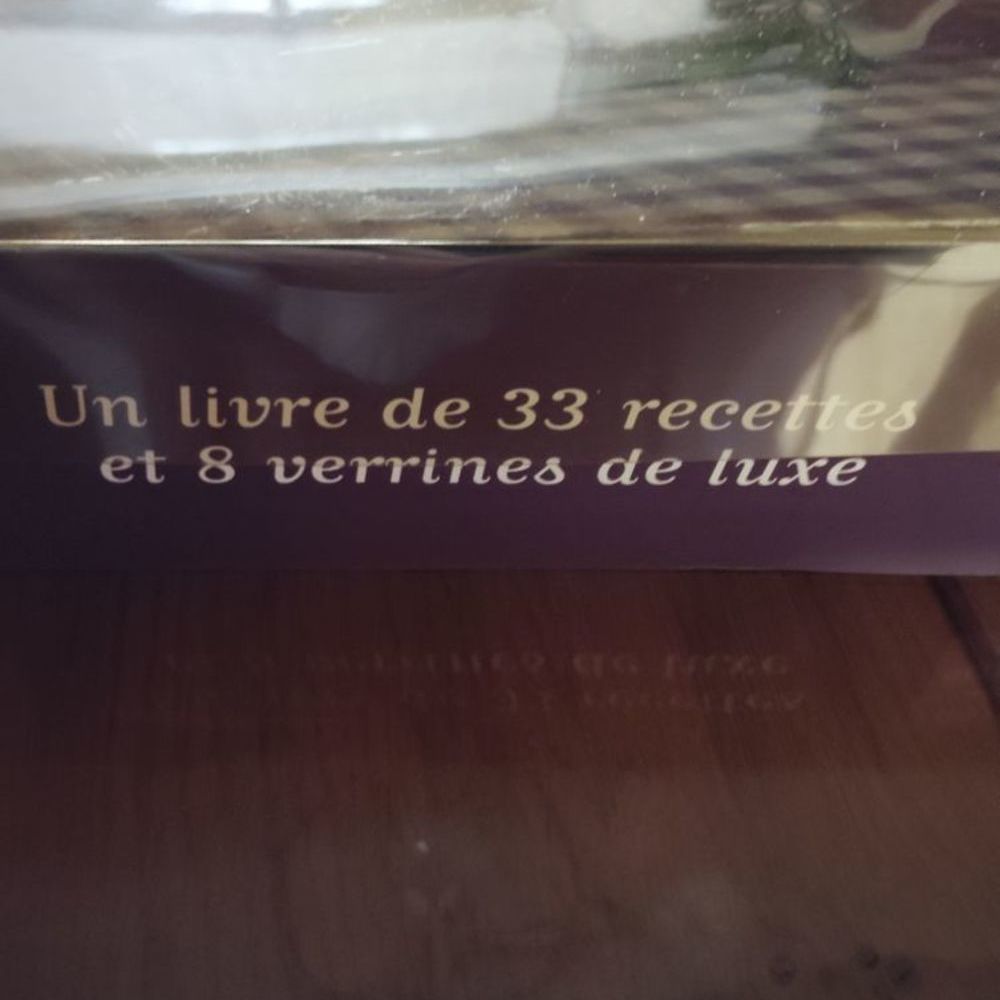 Un livre de 33 recettes
et 8 verrines de luxe